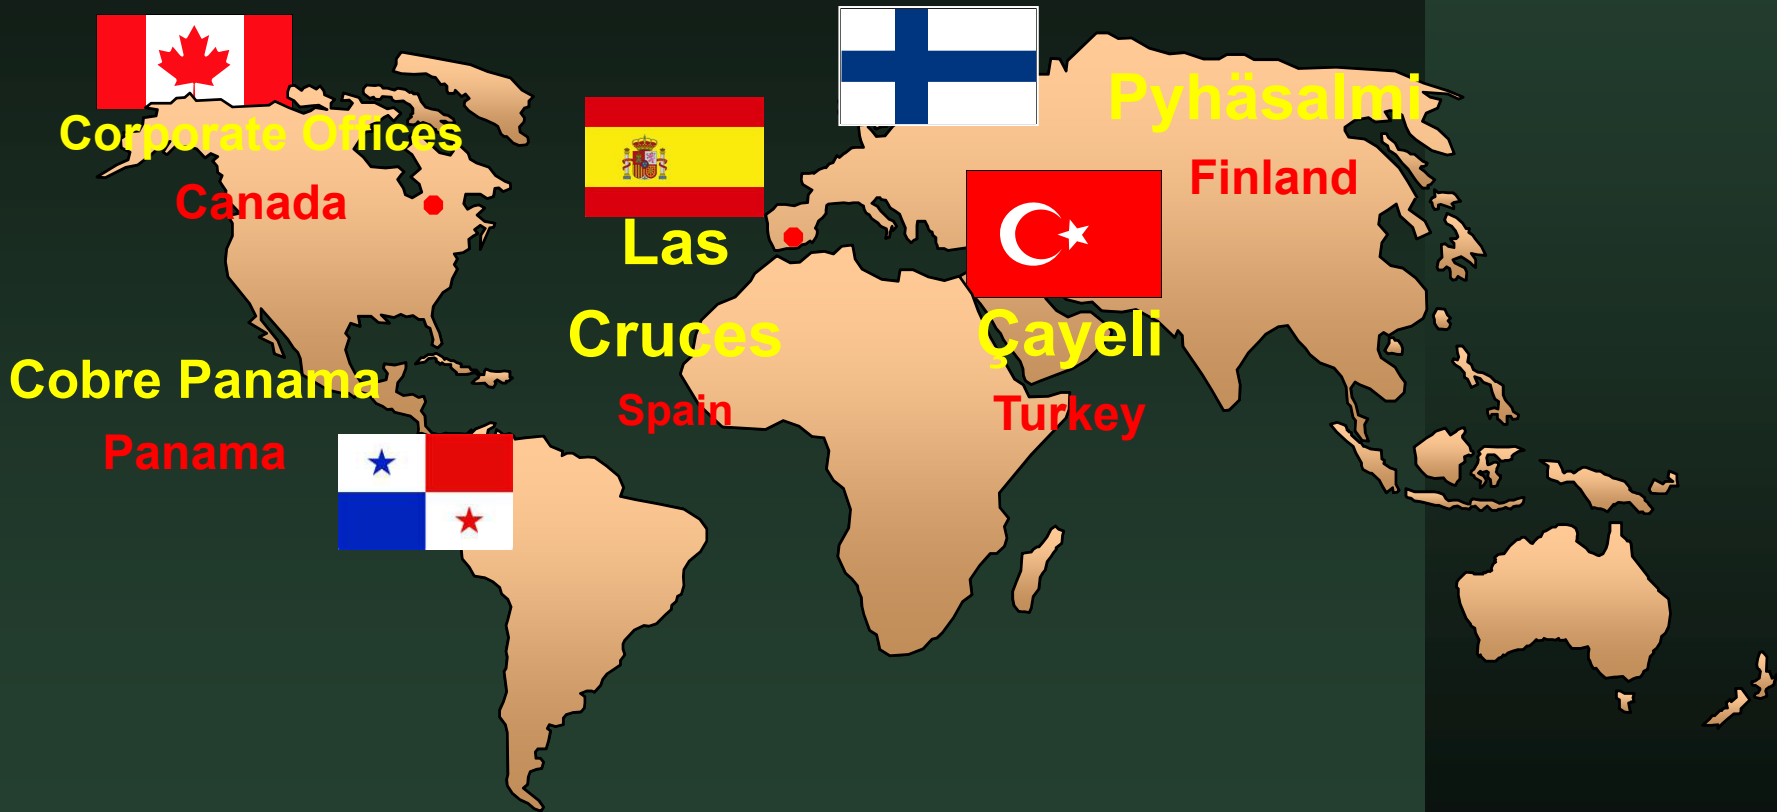 Corporate Offices
Canada
Cobre Panama
Panama
Las
Cruces
Spain
Pyhäsalmi
Finland
Çayeli
Turkey